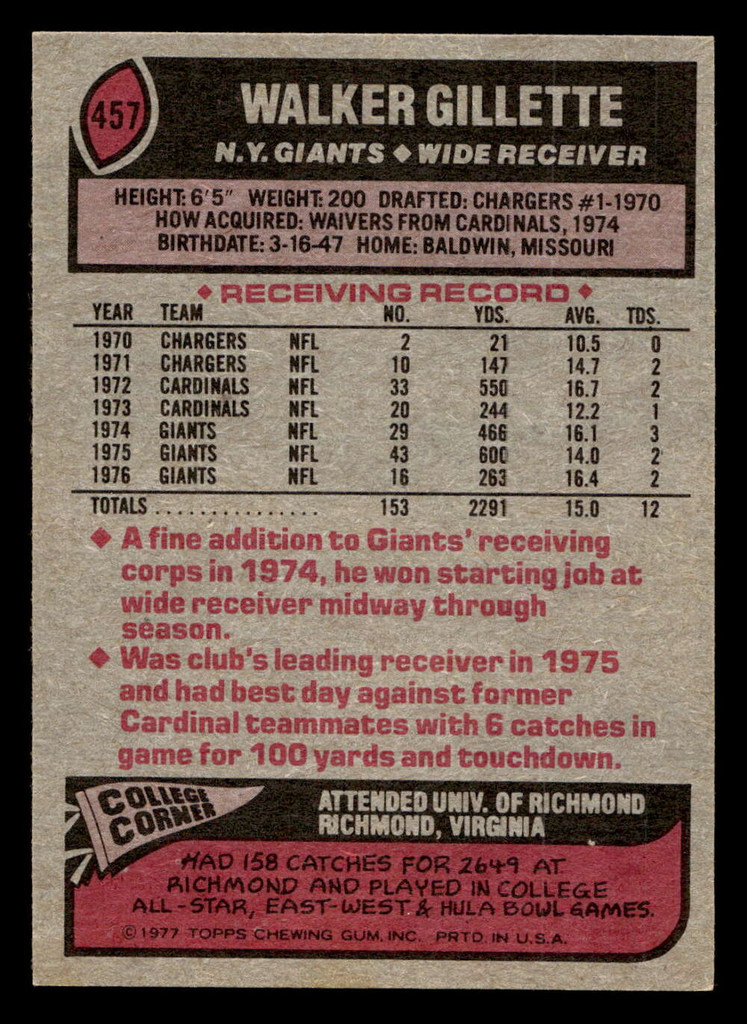 457
WALKER GILLETTE
N.Y. GIANTS ◆ WIDE RECEIVER
HEIGHT: 6'5" WEIGHT: 200 DRAFTED: CHARGERS #1-1970
HOW ACQUIRED: WAIVERS FROM CARDINALS, 1974
BIRTHDATE: 3-16-47 HOME: BALDWIN, MISSOURI
◆ RECEIVING RECORD ◆
YEAR TEAM NO. YDS. AVG. TDS.
1970 CHARGERS NFL 2 21 10.5 0
1971 CHARGERS NFL 10 147 14.7 2
1972 CARDINALS NFL 33 550 16.7 2
1973 CARDINALS NFL 20 244 12.2 1
1974 GIANTS NFL 29 466 16.1 3
1975 GIANTS NFL 43 600 14.0 2
1976 GIANTS NFL 16 263 16.4 2
TOTALS ............... 153 2291 15.0 12
◆ A fine addition to Giants' receiving
corps in 1974, he won starting job at
wide receiver midway through
season.
◆ Was club's leading receiver in 1975
and had best day against former
Cardinal teammates with 6 catches in
game for 100 yards and touchdown.
COLLEGE
CORNER
ATTENDED UNIV. OF RICHMOND
RICHMOND, VIRGINIA
HAD 158 CATCHES FOR 2649 AT
RICHMOND AND PLAYED IN COLLEGE
ALL-STAR, EAST-WEST & HULA BOWL GAMES.
©1977 TOPPS CHEWING GUM, INC. PRTD. IN U.S.A.